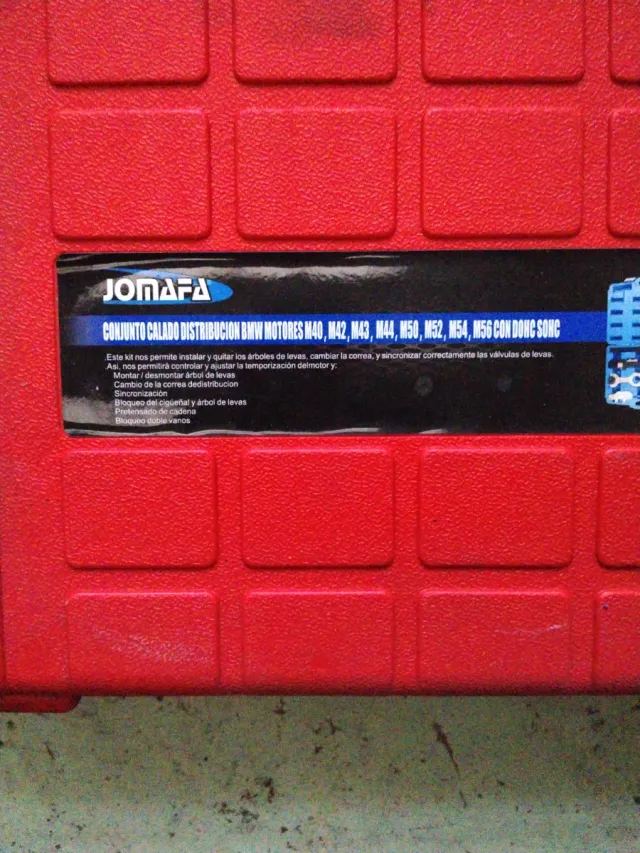 JOMAFA
CONJUNTO CALADO DISTRIBUCION BMW MOTORES M40, M42, M43, M44, M50, M52, M54, M56 CON DOHC SOHC
.Este kit nos permite instalar y quitar los árboles de levas, cambiar la correa, y sincronizar correctamente las válvulas de levas.
.Asi, nos permitirá controlar y ajustar la temporización delmotor y:
Montar / desmontar árbol de levas
Cambio de la correa dedistribucion
Sincronización
Bloqueo del cigüeñal y árbol de levas
Pretensado de cadena
Bloqueo doble vanos